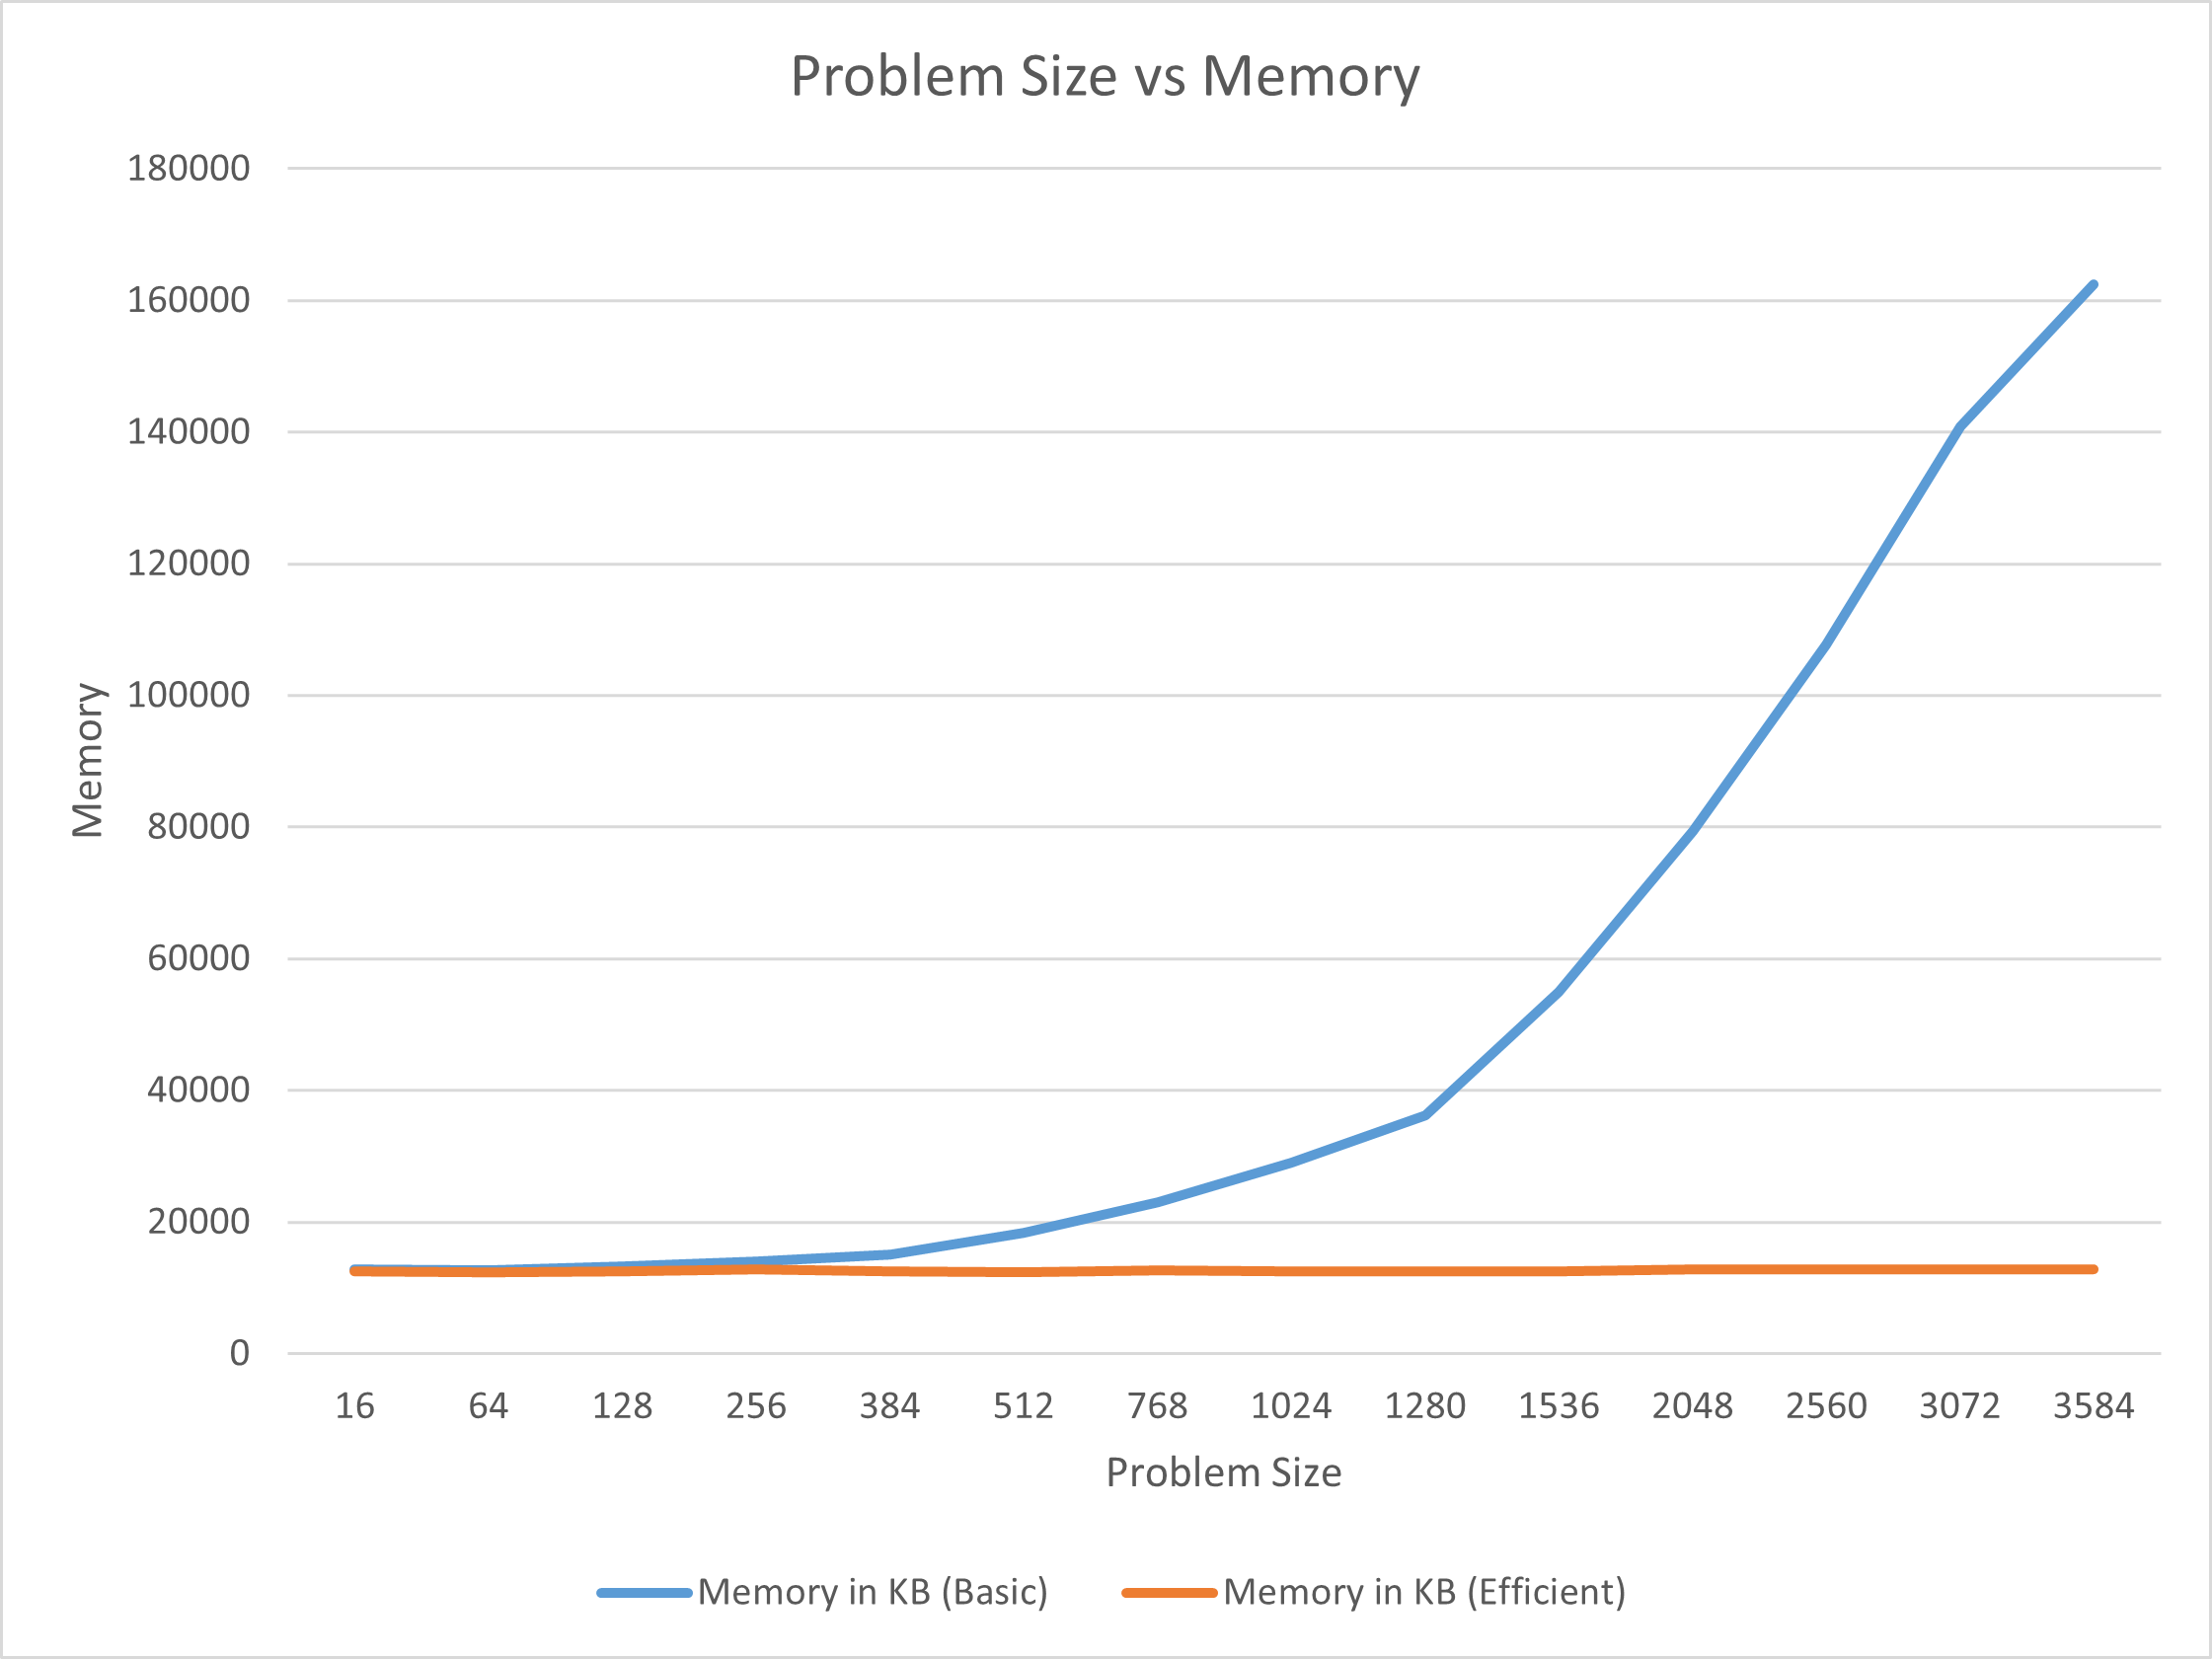 Problem Size vs Memory
180000
160000
140000
120000
100000
80000
60000
40000
20000
0
Memory
16 64 128 256 384 512 768 1024 1280 1536 2048 2560 3072 3584
Problem Size
Memory in KB (Basic) Memory in KB (Efficient)